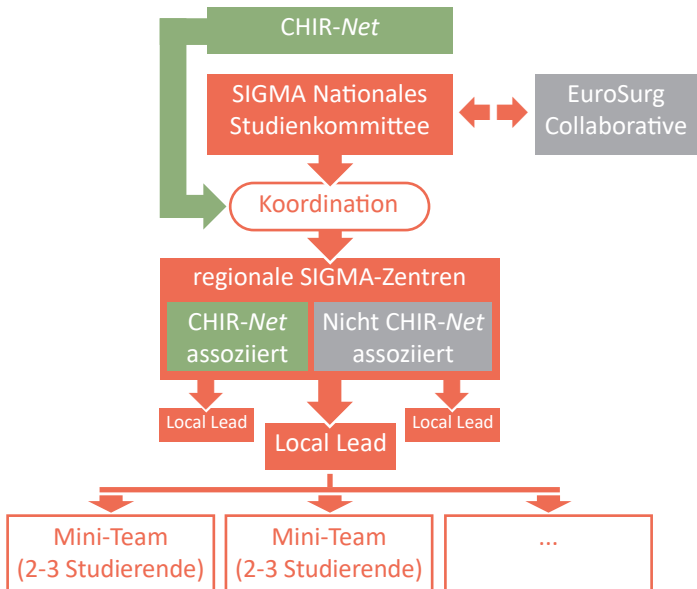 CHIR-Net
SIGMA Nationales
Studienkommittee
EuroSurg
Collaborative
Koordination
regionale SIGMA-Zentren
CHIR-Net
assoziiert
Nicht CHIR-Net
assoziiert
Local Lead
Local Lead
Local Lead
Mini-Team
(2-3 Studierende)
Mini-Team
(2-3 Studierende)
...